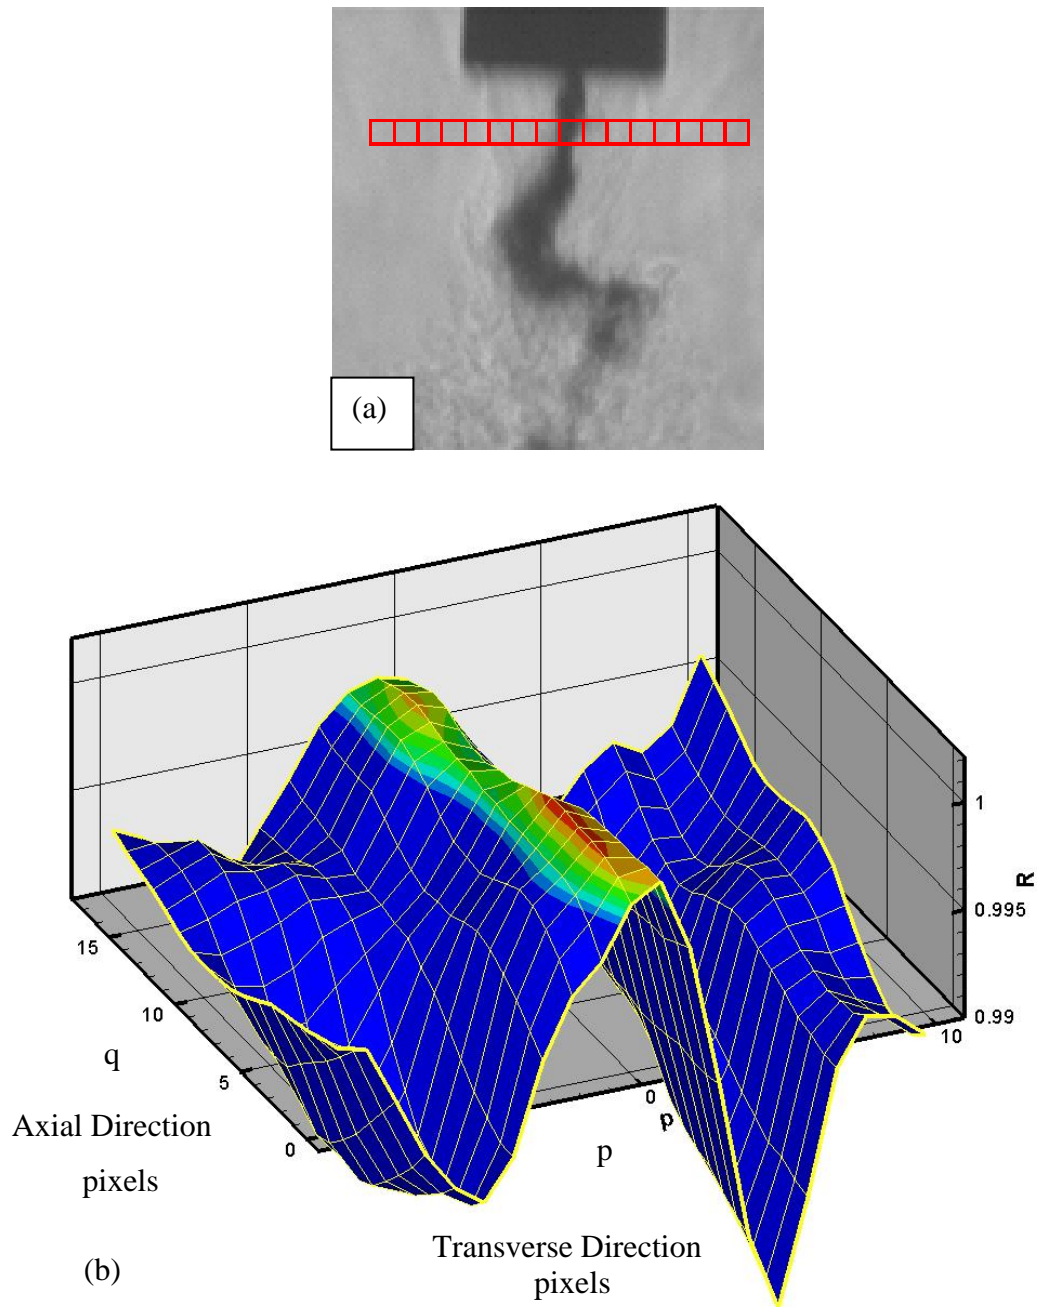 (a)
1
R
0.995
0.99
15
10
10
q
5
0
p
p
Axial Direction
0
pixels
Transverse Direction
pixels
(b)